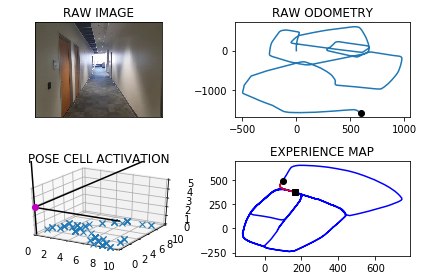 RAW IMAGE
RAW ODOMETRY
0
−1000
−500 0 500 1000
POSE CELL ACTIVATION
5
4
3
2
1
0
0 2 4 6 8 10
0 2 4 6 8 10
EXPERIENCE MAP
500
250
0
−250
0 200 400 600